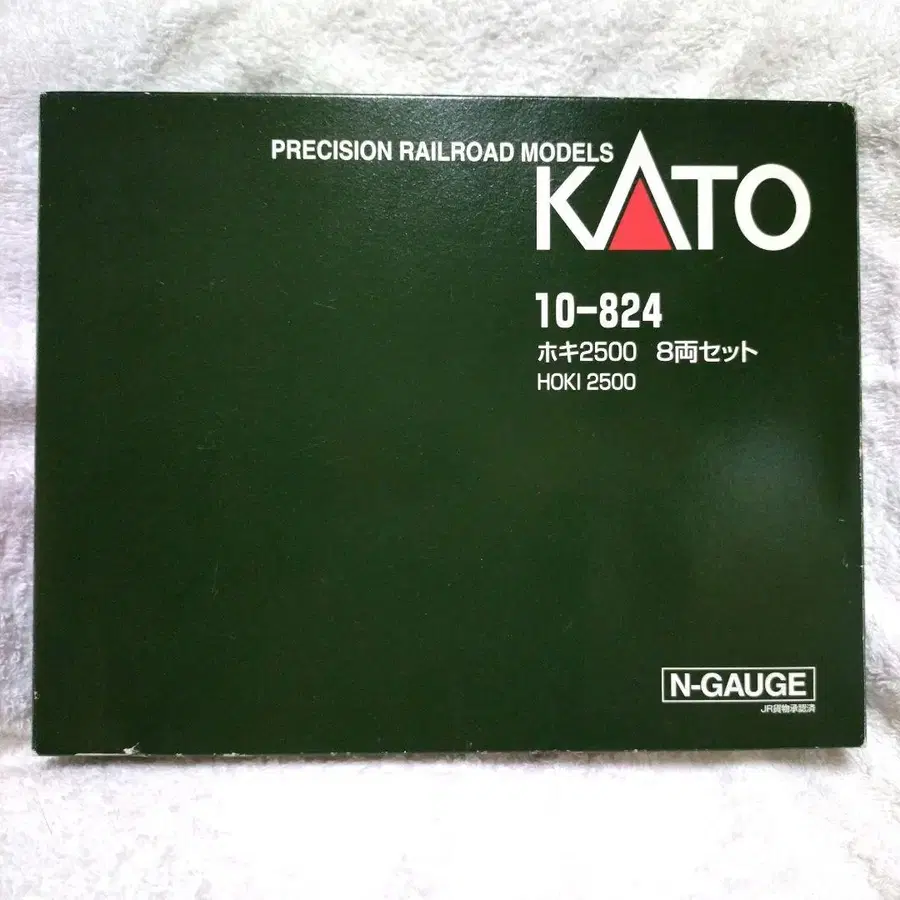 PRECISION RAILROAD MODELS
KATO
10-824
ホキ2500 8両セット
HOKI 2500
N-GAUGE
JR貨物承認済